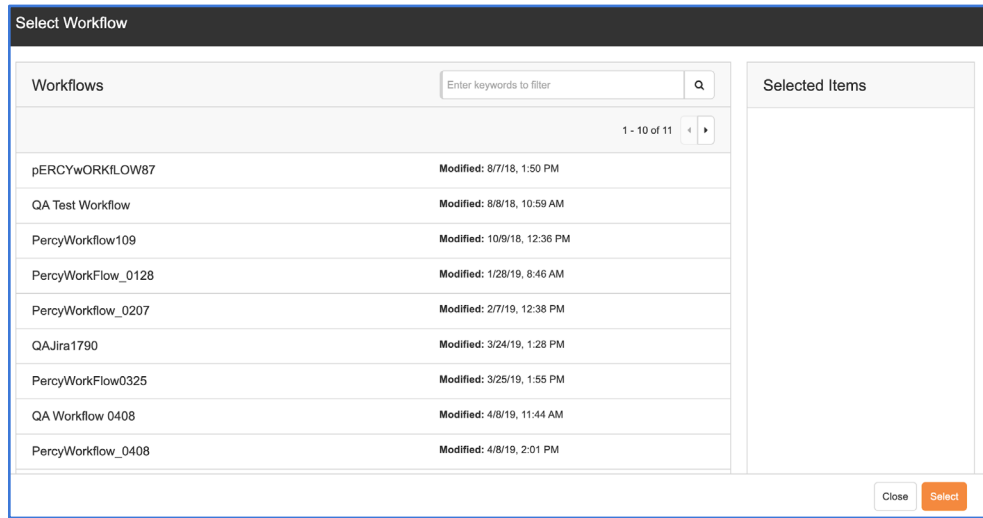 Select Workflow
Workflows
Enter keywords to filter
Selected Items
1 - 10 of 11
pERCYwORKfLOW87 Modified: 8/7/18, 1:50 PM
QA Test Workflow Modified: 8/8/18, 10:59 AM
PercyWorkflow109 Modified: 10/9/18, 12:36 PM
PercyWorkFlow_0128 Modified: 1/28/19, 8:46 AM
PercyWorkflow_0207 Modified: 2/7/19, 12:38 PM
QAJira1790 Modified: 3/24/19, 1:28 PM
PercyWorkFlow0325 Modified: 3/25/19, 1:55 PM
QA Workflow 0408 Modified: 4/8/19, 11:44 AM
PercyWorkflow_0408 Modified: 4/8/19, 2:01 PM
Close Select